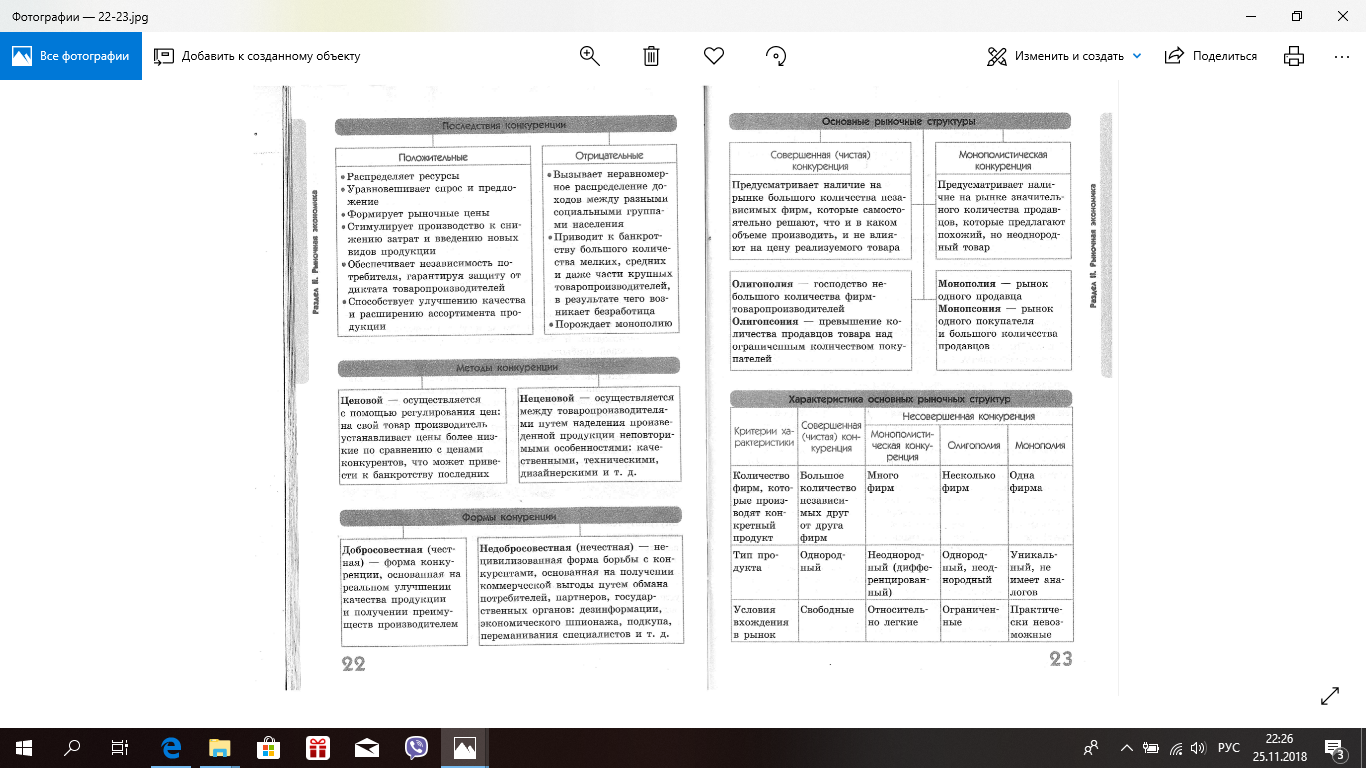 Фотографии — 22-23.jpg
Все фотографии
Добавить к созданному объекту
Изменить и создать
Поделиться
Последствия конкуренции
Положительные
• Распределяет ресурсы
• Уравновешивает спрос и предло-
жение
• Формирует рыночные цены
• Стимулирует производство к сни-
жению затрат и введению новых
видов продукции
• Обеспечивает независимость по-
требителя, гарантируя защиту от
диктата товаропроизводителей
• Способствует улучшению качества
и расширению ассортимента про-
дукции
Отрицательные
• Вызывает неравномер-
ное распределение до-
ходов между разными
социальными группа-
ми населения
• Приводит к банкрот-
ству большого количе-
ства мелких, средних
и даже части крупных
товаропроизводителей,
в результате чего воз-
никает безработица
• Порождает монополию
Раздел II. Рыночная экономика
Методы конкуренции
Ценовой — осуществляется
с помощью регулирования цен:
на свой товар производитель
устанавливает цены более низ-
кие по сравнению с ценами
конкурентов, что может приве-
сти к банкротству последних
Неценовой — осуществляется
между товаропроизводителя-
ми путем наделения произве-
денной продукции неповтори-
мыми особенностями: каче-
ственными, техническими,
дизайнерскими и т. д.
Формы конуренции
Добросовестная (чест-
ная) — форма конку-
ренции, основанная на
реальном улучшении
качества продукции
и получении преиму-
ществ производителем
Недобросовестная (нечестная) — не-
цивилизованная форма борьбы с кон-
курентами, основанная на получении
коммерческой выгоды путем обмана
потребителей, партнеров, государ-
ственных органов: дезинформации,
экономического шпионажа, подкупа,
переманивания специалистов и т. д.
22
Основные рыночные структуры
Совершенная (чистая)
конкуренция
Предусматривает наличие на
рынке большого количества неза-
висимых фирм, которые самосто-
ятельно решают, что и в каком
объеме производить, и не влия-
ют на цену реализуемого товара
Монополистическая
конкуренция
Предусматривает нали-
чие на рынке значитель-
ного количества продав-
цов, которые предлагают
похожий, но неоднород-
ный товар
Олигополия — господство не-
большого количества фирм-
товаропроизводителей
Олигопсония — превышение ко-
личества продавцов товара над
ограниченным количеством поку-
пателей
Монополия — рынок
одного продавца
Монопсония — рынок
одного покупателя
и большого количества
продавцов
Раздел II. Рыночная экономика
Характеристика основных рыночных структур
Критерии ха-
рактеристики
Совершенная
(чистая) кон-
куренция
Несовершенная конкуренция
Монополисти-
ческая конку-
ренция
Олигополия
Монополия
Количество
фирм, кото-
рые произ-
водят кон-
кретный
продукт
Большое
количество
независи-
мых друг
от друга
фирм
Много
фирм
Несколько
фирм
Одна
фирма
Тип про-
дукта
Однород-
ный
Неоднород-
ный (диффе-
ренцирован-
ный)
Однород-
ный, неод-
нородный
Уникаль-
ный, не
имеет ана-
логов
Условия
вхождения
в рынок
Свободные
Относитель-
но легкие
Ограничен-
ные
Практиче-
ски невоз-
можные
23
РУС
22:26
25.11.2018
3